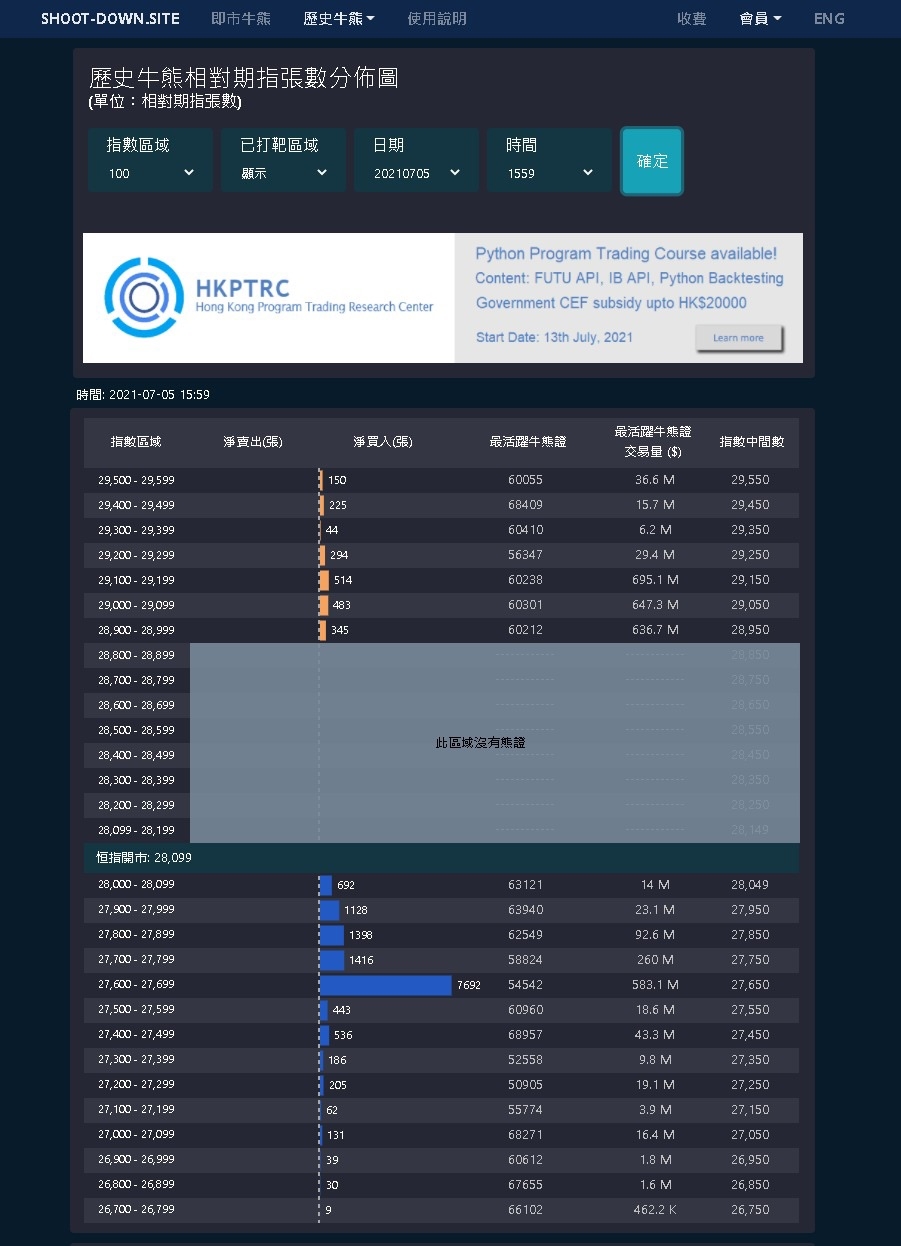 SHOOT-DOWN.SITE 即市牛熊 歷史牛熊 使用說明 收費 會員 ENG
歷史牛熊相對期指張數分佈圖
(單位：相對期指張數)
指數區域 已打靶區域 日期 時間
100 顯示 20210705 1559 確定
HKPTRC
Hong Kong Program Trading Research Center
Python Program Trading Course available!
Content: FUTU API, IB API, Python Backtesting
Government CEF subsidy upto HK$20000
Start Date: 13th July, 2021 Learn more
時間: 2021-07-05 15:59
指數區域 淨賣出(張) 淨買入(張) 最活躍牛熊證 最活躍牛熊證 交易量 ($) 指數中間數
29,500 - 29,599 150 60055 36.6 M 29,550
29,400 - 29,499 225 68409 15.7 M 29,450
29,300 - 29,399 44 60410 6.2 M 29,350
29,200 - 29,299 294 56347 29.4 M 29,250
29,100 - 29,199 514 60238 695.1 M 29,150
29,000 - 29,099 483 60301 647.3 M 29,050
28,900 - 28,999 345 60212 636.7 M 28,950
28,800 - 28,899 ---------- ---------- 28,850
28,700 - 28,799 ---------- ---------- 28,750
28,600 - 28,699 ---------- ---------- 28,650
28,500 - 28,599 ---------- ---------- 28,550
此區域沒有熊證
28,400 - 28,499 ---------- ---------- 28,450
28,300 - 28,399 ---------- ---------- 28,350
28,200 - 28,299 ---------- ---------- 28,250
28,099 - 28,199 ---------- ---------- 28,149
恒指開市: 28,099
28,000 - 28,099 692 63121 14 M 28,049
27,900 - 27,999 1128 63940 23.1 M 27,950
27,800 - 27,899 1398 62549 92.6 M 27,850
27,700 - 27,799 1416 58824 260 M 27,750
27,600 - 27,699 7692 54542 583.1 M 27,650
27,500 - 27,599 443 60960 18.6 M 27,550
27,400 - 27,499 536 68957 43.3 M 27,450
27,300 - 27,399 186 52558 9.8 M 27,350
27,200 - 27,299 205 50905 19.1 M 27,250
27,100 - 27,199 62 55774 3.9 M 27,150
27,000 - 27,099 131 68271 16.4 M 27,050
26,900 - 26,999 39 60612 1.8 M 26,950
26,800 - 26,899 30 67655 1.6 M 26,850
26,700 - 26,799 9 66102 462.2 K 26,750